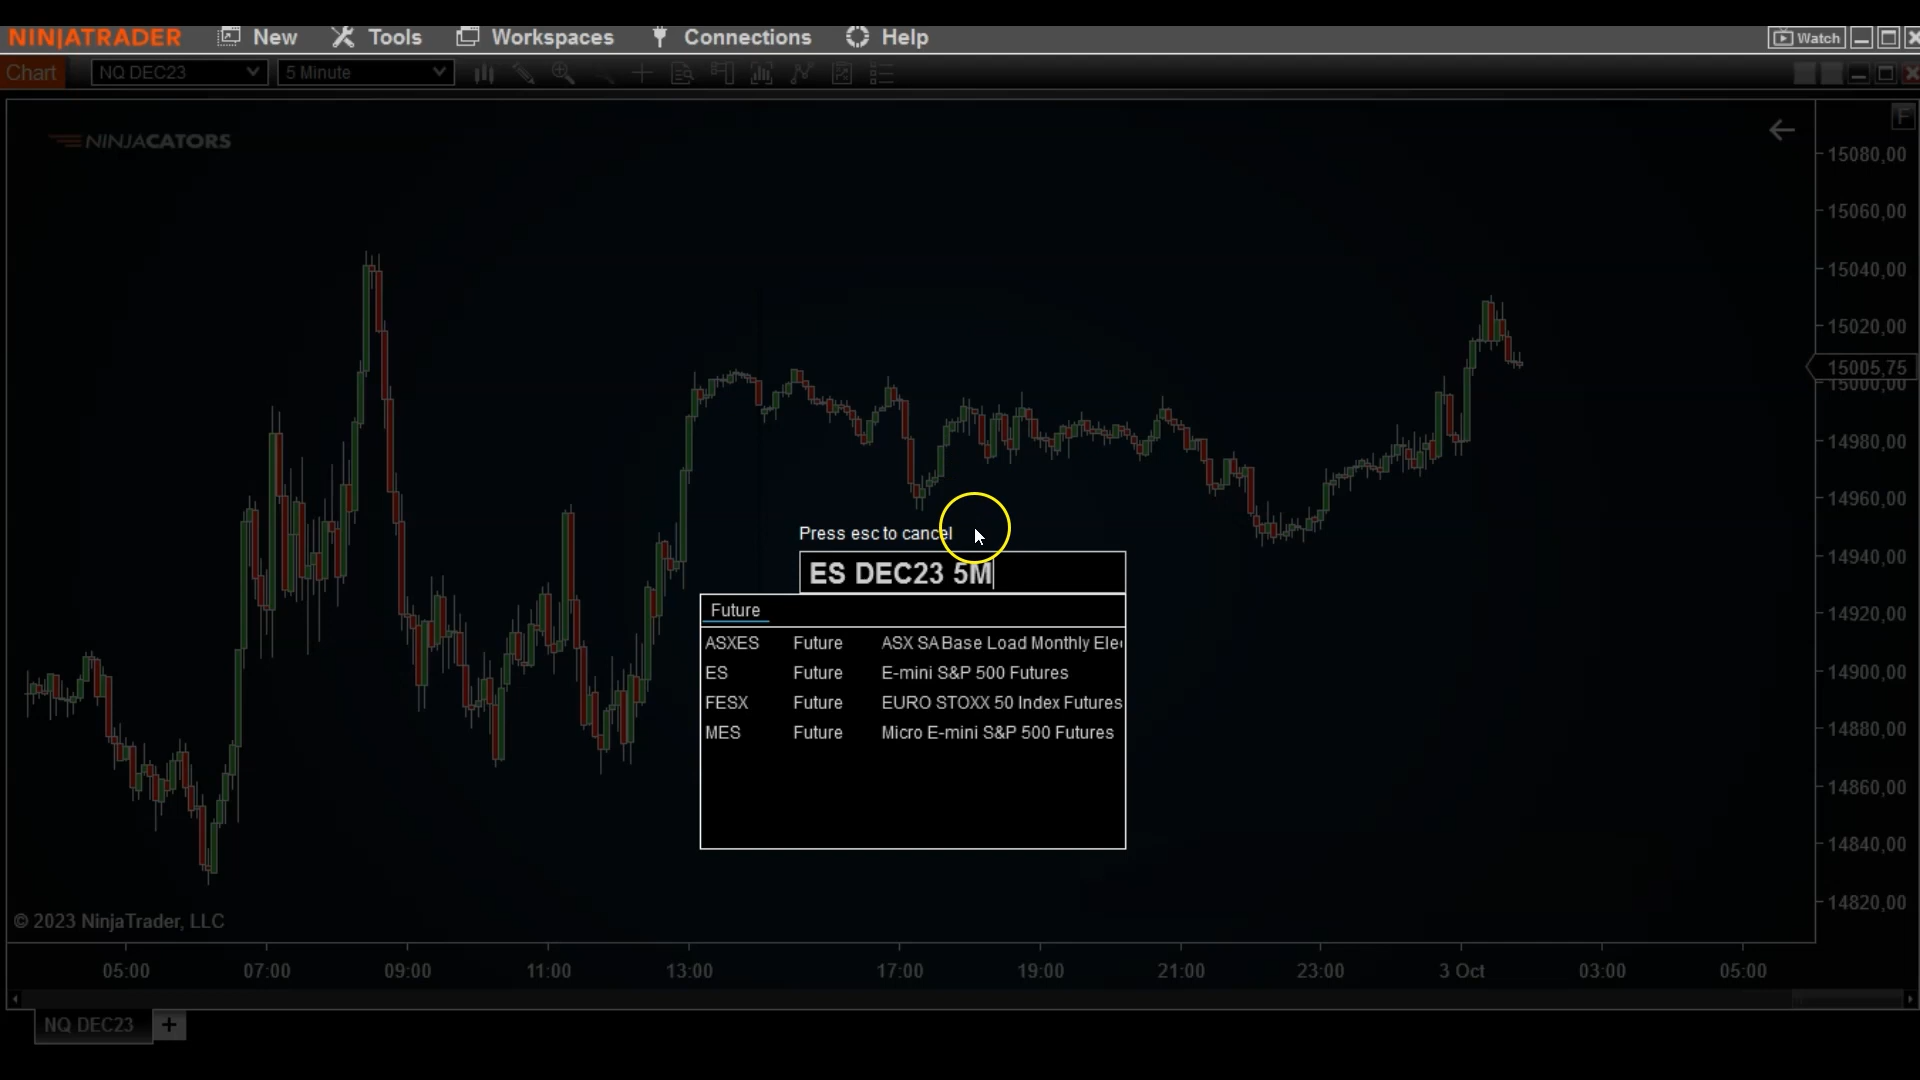 NINJATRADER New Tools Workspaces Connections Help Watch
Chart NQ DEC23 5 Minute
F
NINJACATORS
15080,00
15060,00
15040,00
15020,00
15005,75
15000,00
14980,00
14960,00
14940,00
14920,00
14900,00
14880,00
14860,00
14840,00
14820,00
Press esc to cancel
ES DEC23 5M
Future
ASXES Future ASX SA Base Load Monthly Ele
ES Future E-mini S&P 500 Futures
FESX Future EURO STOXX 50 Index Futures
MES Future Micro E-mini S&P 500 Futures
© 2023 NinjaTrader, LLC
05:00 07:00 09:00 11:00 13:00 17:00 19:00 21:00 23:00 3 Oct 03:00 05:00
NQ DEC23 +